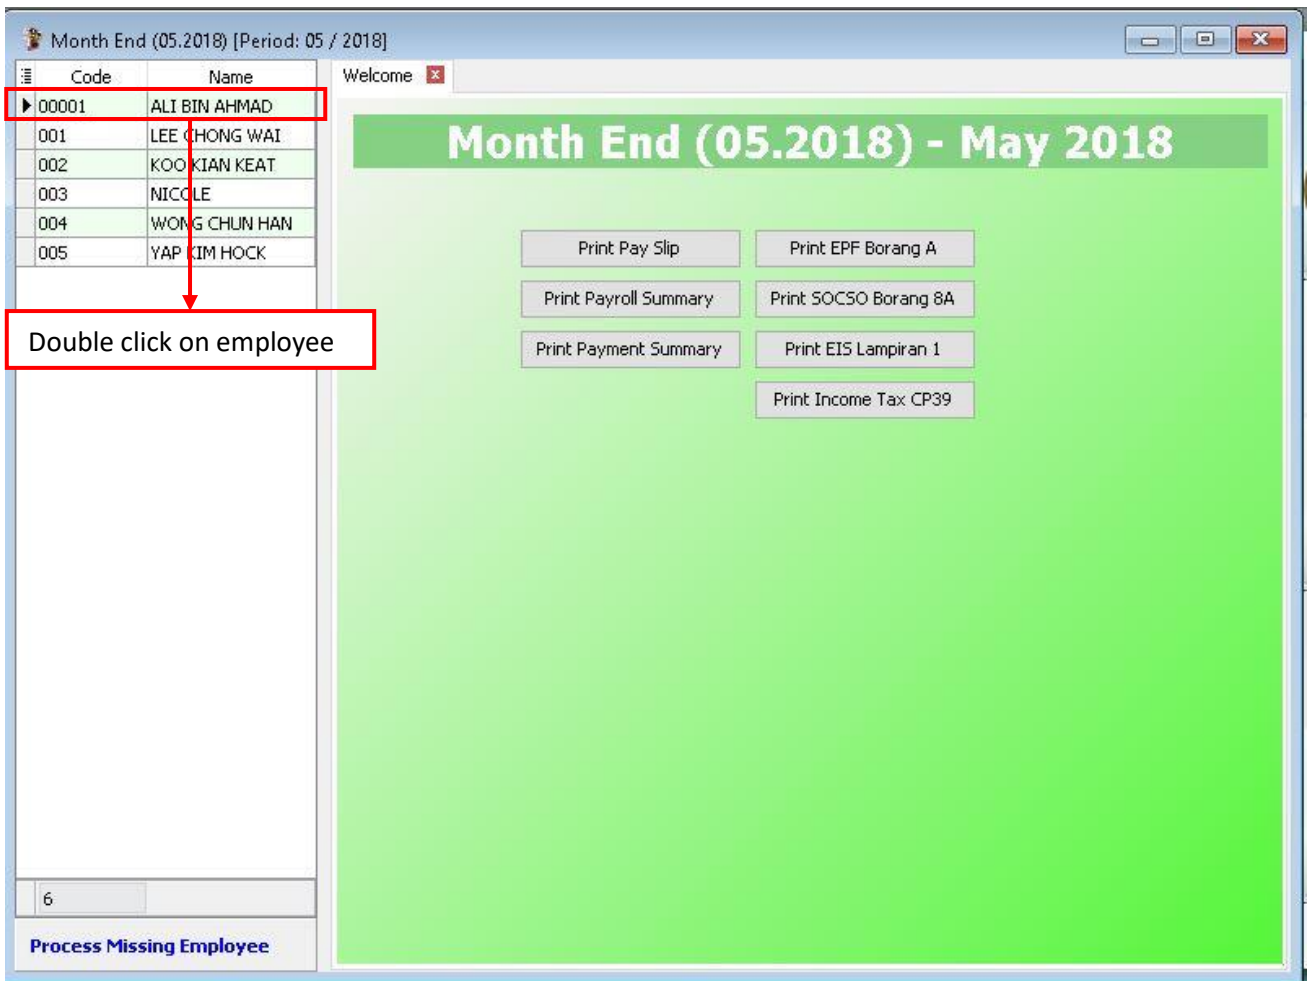 Month End (05.2018) [Period: 05 / 2018]
Code Name
00001 ALI BIN AHMAD
001 LEE CHONG WAI
002 KOO KIAN KEAT
003 NICOLE
004 WONG CHUN HAN
005 YAP KIM HOCK
Double click on employee
6
Process Missing Employee
Welcome
Month End (05.2018) - May 2018
Print Pay Slip Print EPF Borang A
Print Payroll Summary Print SOCSO Borang 8A
Print Payment Summary Print EIS Lampiran 1
Print Income Tax CP39